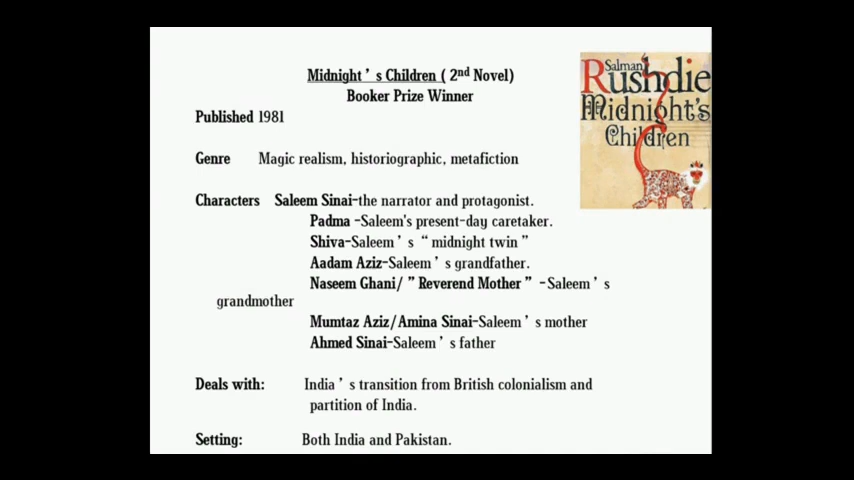 Midnight’s Children ( 2nd Novel)
Booker Prize Winner
Published 1981
Genre Magic realism, historiographic, metafiction
Characters Saleem Sinai-the narrator and protagonist.
Padma -Saleem's present-day caretaker.
Shiva-Saleem’s “midnight twin”
Aadam Aziz-Saleem’s grandfather.
Naseem Ghani/”Reverend Mother” -Saleem’s
grandmother
Mumtaz Aziz/Amina Sinai-Saleem’s mother
Ahmed Sinai-Saleem’s father
Deals with: India’s transition from British colonialism and
partition of India.
Setting: Both India and Pakistan.
Salman
Rushdie
Midnight's
Children